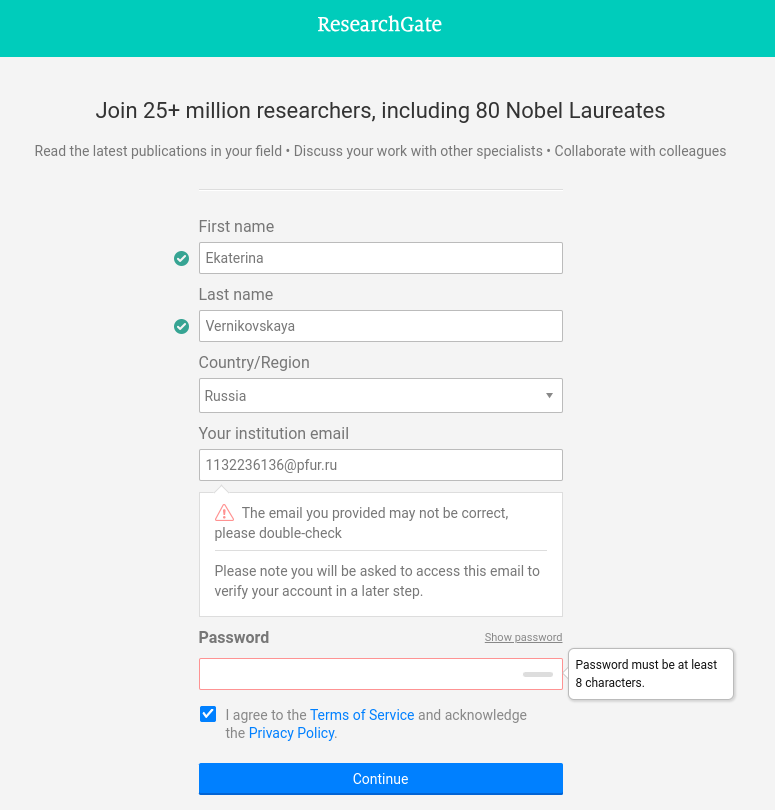 ResearchGate
Join 25+ million researchers, including 80 Nobel Laureates
Read the latest publications in your field • Discuss your work with other specialists • Collaborate with colleagues
First name
Ekaterina
Last name
Vernikovskaya
Country/Region
Russia
Your institution email
1132236136@pfur.ru
The email you provided may not be correct,
please double-check
Please note you will be asked to access this email to
verify your account in a later step.
Password
Show password
Password must be at least
8 characters.
I agree to the Terms of Service and acknowledge
the Privacy Policy.
Continue